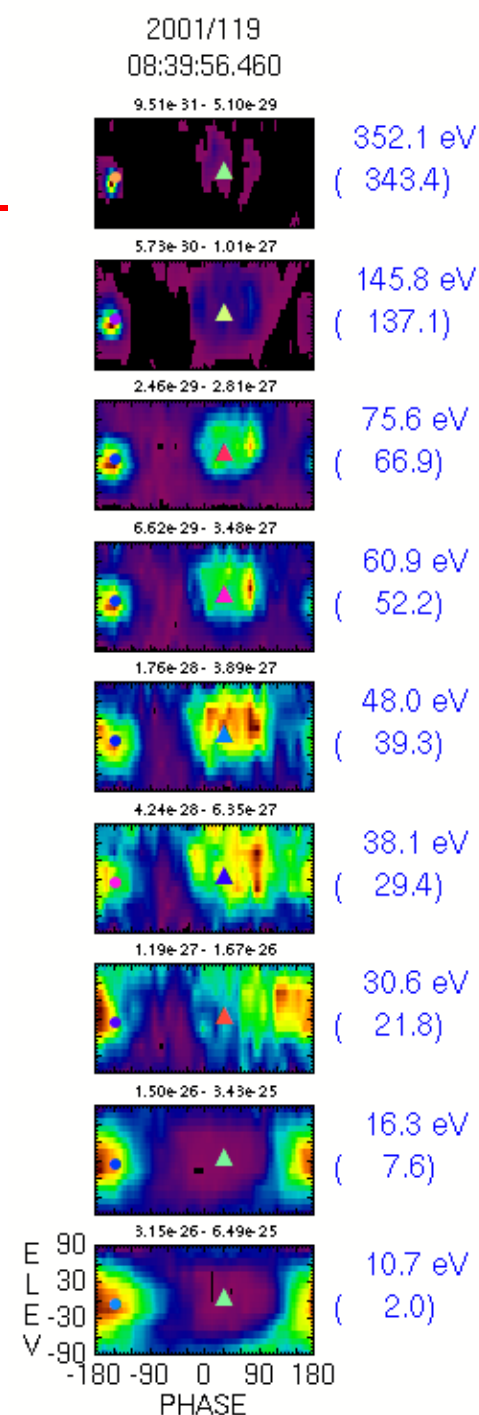 2001/119
08:39:56.460
9.51e-31 - 5.10e-29
352.1 eV
( 343.4)
5.73e-30 - 1.01e-27
145.8 eV
( 137.1)
2.46e-29 - 2.81e-27
75.6 eV
( 66.9)
6.62e-29 - 3.48e-27
60.9 eV
( 52.2)
1.76e-28 - 3.89e-27
48.0 eV
( 39.3)
4.24e-28 - 6.35e-27
38.1 eV
( 29.4)
1.19e-27 - 1.67e-26
30.6 eV
( 21.8)
1.50e-26 - 3.43e-25
16.3 eV
( 7.6)
3.15e-26 - 6.49e-25
10.7 eV
( 2.0)
ELEV
90
30
-30
-90
-180 -90 0 90 180
PHASE